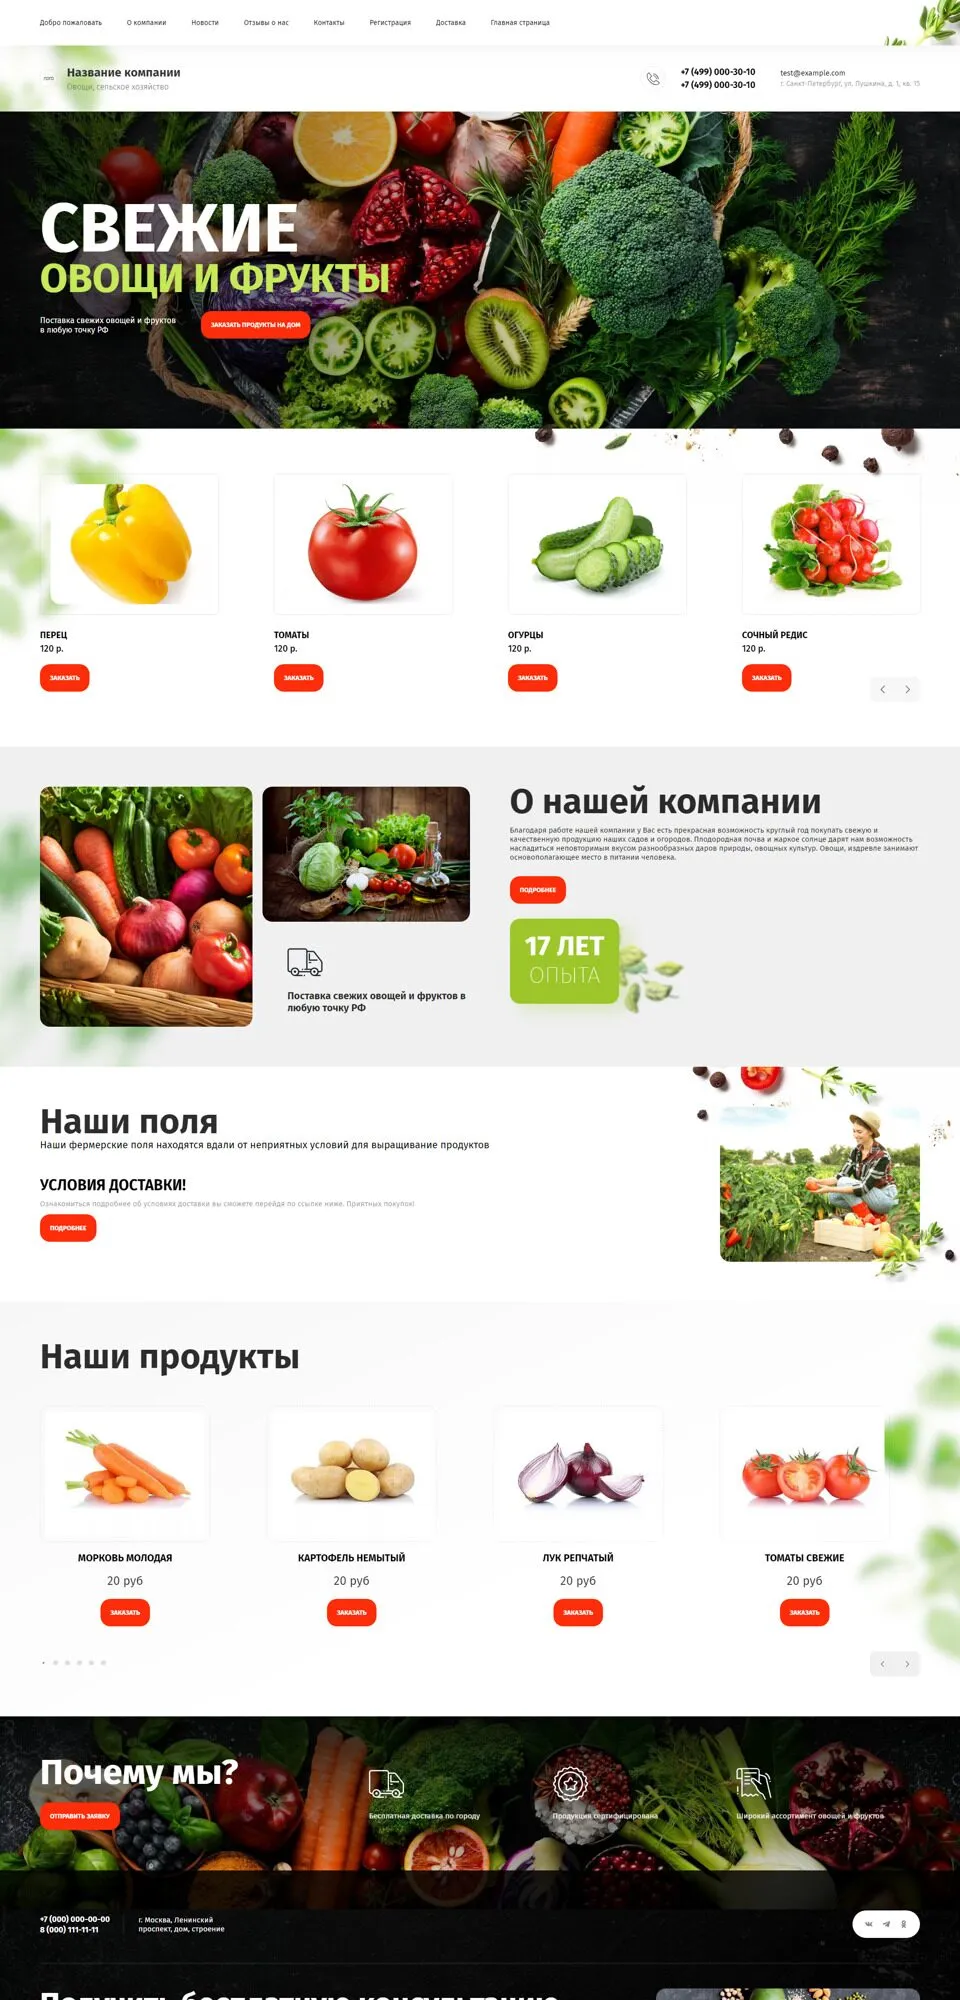 Добро пожаловать
О компании
Новости
Отзывы о нас
Контакты
Регистрация
Доставка
Главная страница
Название компании
Овощи, сельское хозяйство
+7 (499) 000-30-10
+7 (499) 000-30-10
test@example.com
г. Санкт-Петербург, ул. Пушкина, д. 1, кв. 15
СВЕЖИЕ
ОВОЩИ И ФРУКТЫ
Поставка свежих овощей и фруктов
в любую точку РФ
ЗАКАЗАТЬ ПРОДУКТЫ НА ДОМ
ПЕРЕЦ
120 р.
ЗАКАЗАТЬ
ТОМАТЫ
120 р.
ЗАКАЗАТЬ
ОГУРЦЫ
120 р.
ЗАКАЗАТЬ
СОЧНЫЙ РЕДИС
120 р.
ЗАКАЗАТЬ
Поставка свежих овощей и фруктов в
любую точку РФ
О нашей компании
Благодаря работе нашей компании у Вас есть прекрасная возможность круглый год покупать свежую и
качественную продукцию наших садов и огородов. Плодородная почва и жаркое солнце дарят нам возможность
насладиться неповторимым вкусом разнообразных даров природы, овощных культур. Овощи, издревле занимают
основополагающее место в питании человека.
ПОДРОБНЕЕ
17 ЛЕТ
ОПЫТА
Наши поля
Наши фермерские поля находятся вдали от неприятных условий для выращивание продуктов
УСЛОВИЯ ДОСТАВКИ!
Ознакомиться подробнее об условиях доставки вы сможете перейдя по ссылке ниже. Приятных покупок!
ПОДРОБНЕЕ
Наши продукты
МОРКОВЬ МОЛОДАЯ
20 руб
ЗАКАЗАТЬ
КАРТОФЕЛЬ НЕМЫТЫЙ
20 руб
ЗАКАЗАТЬ
ЛУК РЕПЧАТЫЙ
20 руб
ЗАКАЗАТЬ
ТОМАТЫ СВЕЖИЕ
20 руб
ЗАКАЗАТЬ
Почему мы?
ОТПРАВИТЬ ЗАЯВКУ
Бесплатная доставка по городу
Продукция сертифицирована
Широкий ассортимент овощей и фруктов
+7 (000) 000-00-00
8 (000) 111-11-11
г. Москва, Ленинский
проспект, дом, строение
Получить бесплатную консультацию